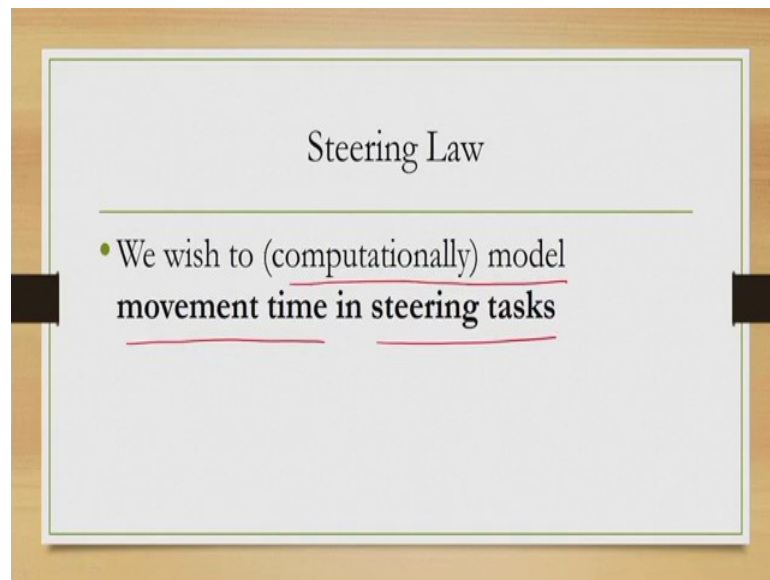 Steering Law
• We wish to (computationally) model
movement time in steering tasks